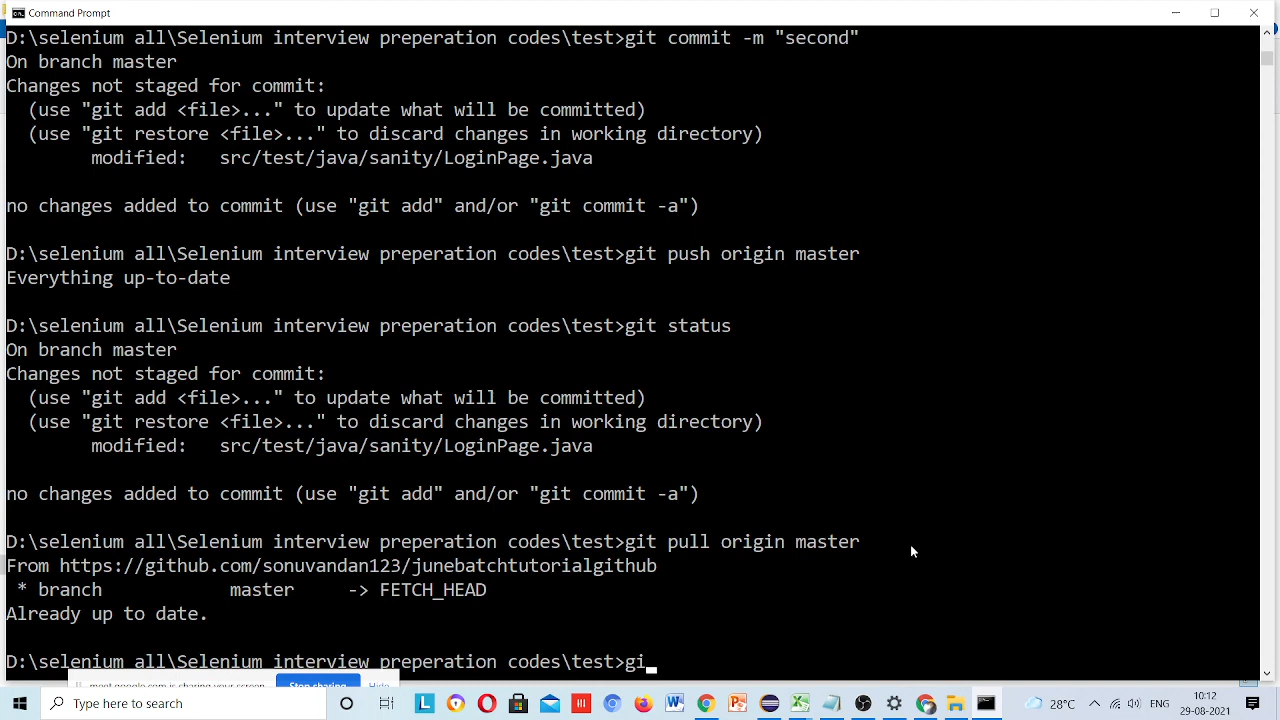 Command Prompt
D:\selenium all\Selenium interview preperation codes\test>git commit -m "second"
On branch master
Changes not staged for commit:
  (use "git add <file>..." to update what will be committed)
  (use "git restore <file>..." to discard changes in working directory)
        modified:   src/test/java/sanity/LoginPage.java

no changes added to commit (use "git add" and/or "git commit -a")

D:\selenium all\Selenium interview preperation codes\test>git push origin master
Everything up-to-date

D:\selenium all\Selenium interview preperation codes\test>git status
On branch master
Changes not staged for commit:
  (use "git add <file>..." to update what will be committed)
  (use "git restore <file>..." to discard changes in working directory)
        modified:   src/test/java/sanity/LoginPage.java

no changes added to commit (use "git add" and/or "git commit -a")

D:\selenium all\Selenium interview preperation codes\test>git pull origin master
From https://github.com/sonuvandan123/junebatchtutorialgithub
 * branch            master     -> FETCH_HEAD
Already up to date.

D:\selenium all\Selenium interview preperation codes\test>gi
meet.google.com is sharing your screen. Stop sharing Hide
Type here to search
28°C
ENG
10:12
29-08-2021